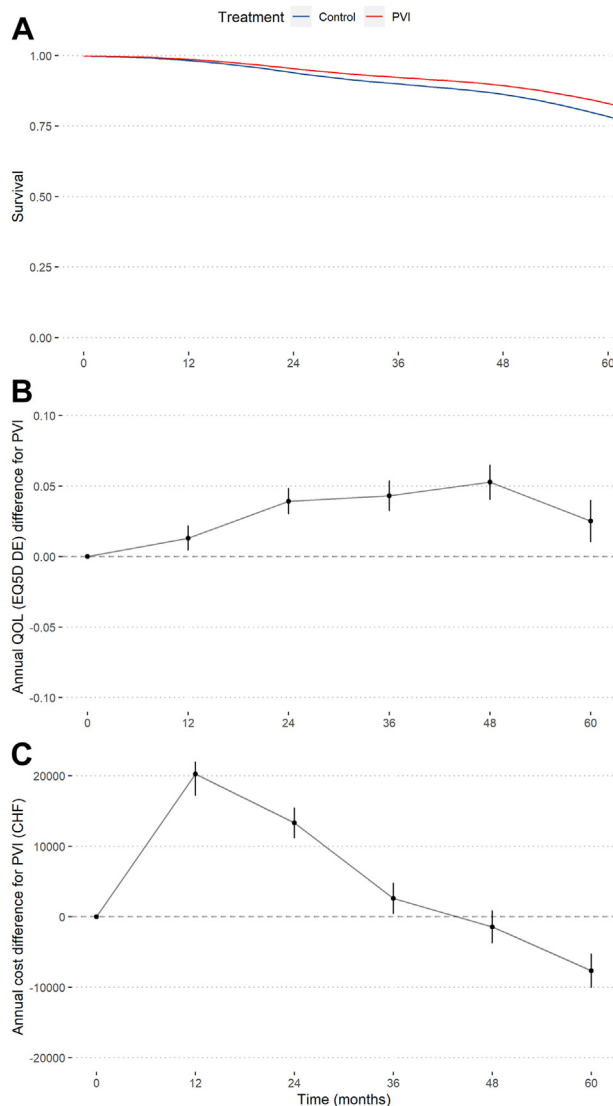 Treatment Control PVI
A
1.00
0.75
0.50
0.25
0.00
Survival
0 12 24 36 48 60
B
0.10
0.05
0.00
-0.05
-0.10
Annual QOL (EQ5D DE) difference for PVI
0 12 24 36 48 60
C
20000
10000
0
-10000
-20000
Annual cost difference for PVI (CHF)
0 12 24 36 48 60
Time (months)